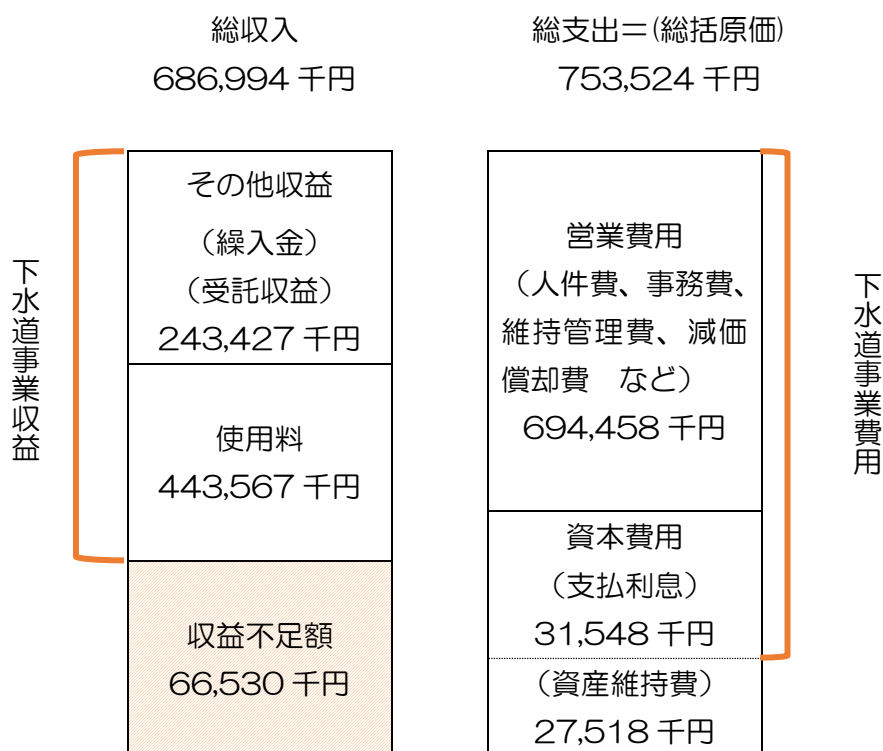 総収入
686,994 千円
総支出＝(総括原価)
753,524 千円
下水道事業収益
その他収益
（繰入金）
（受託収益）
243,427 千円
使用料
443,567 千円
収益不足額
66,530 千円
営業費用
（人件費、事務費、
維持管理費、減価
償却費　など）
694,458 千円
資本費用
（支払利息）
31,548 千円
（資産維持費）
27,518 千円
下水道事業費用